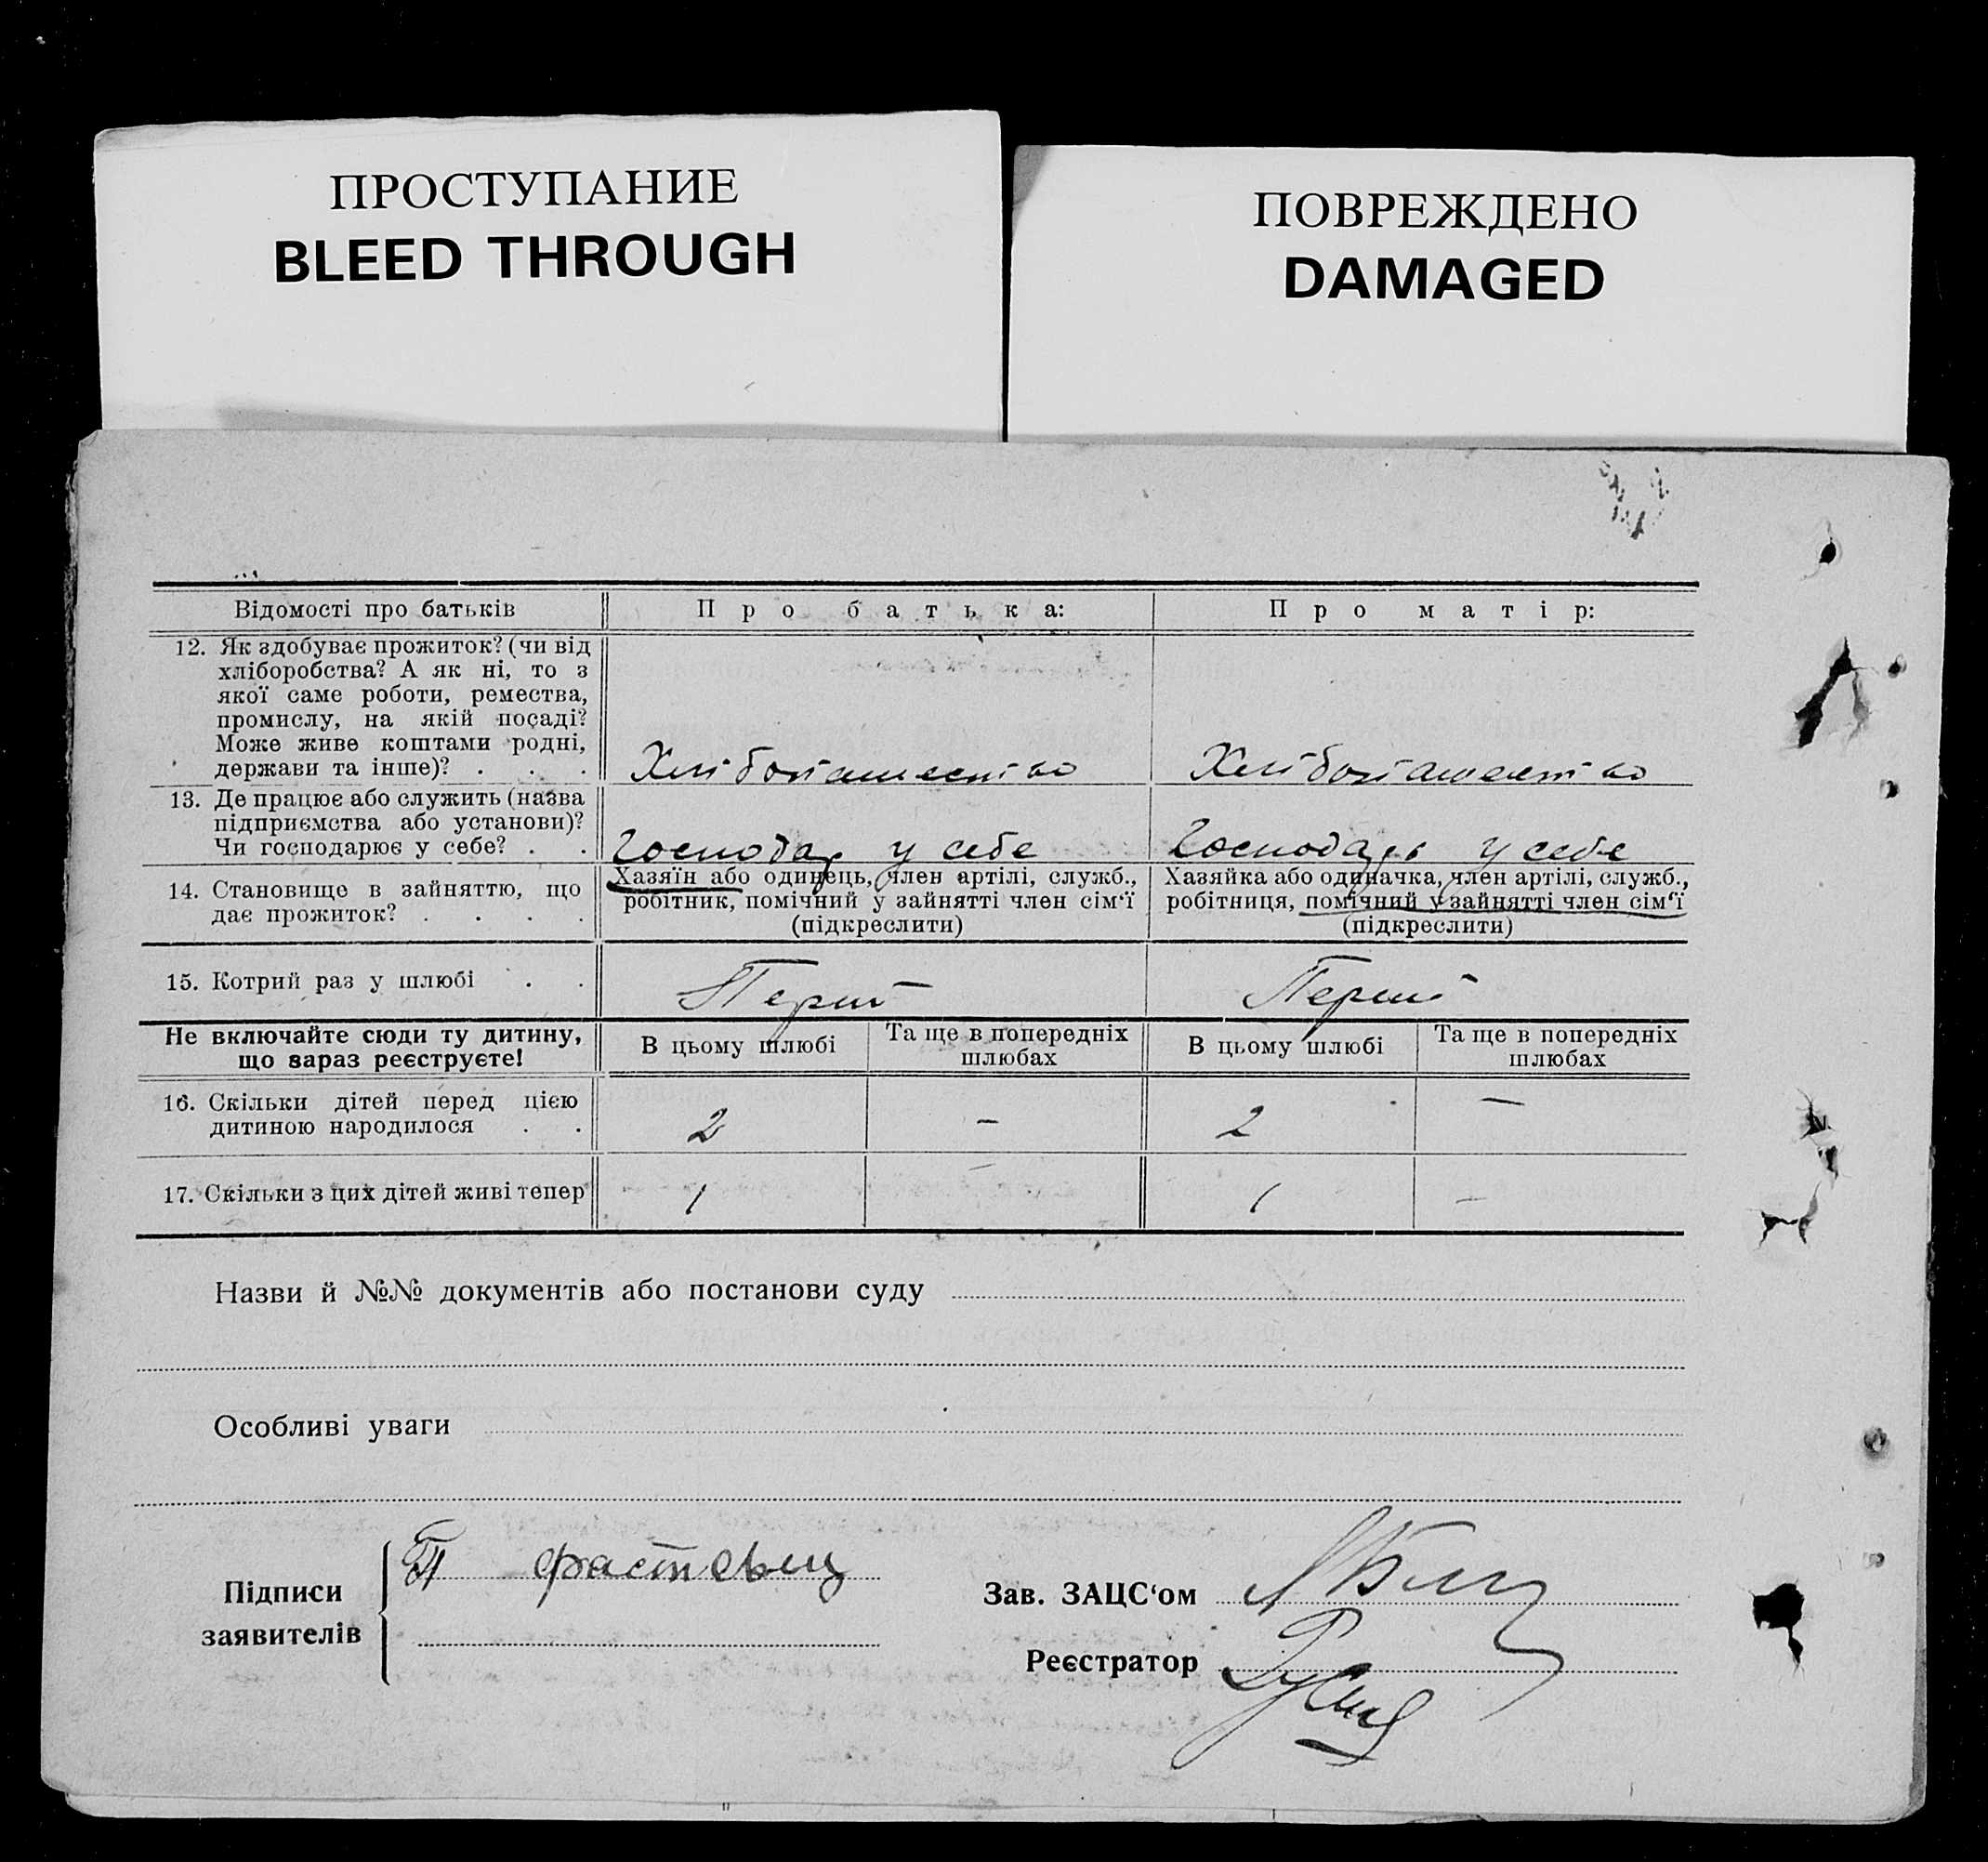 ПРОСТУПАНИЕ
BLEED THROUGH
ПОВРЕЖДЕНО
DAMAGED
Відомості про батьків
Про батька:
Про матір:
12. Як здобуває прожиток? (чи від
хліборобства? А як ні, то з
якої саме роботи, ремества,
промислу, на якій посаді?
Може живе коштами родні,
держави та інше)? . . .
Хлібопашество
Хлібопашество
13. Де працює або служить (назва
підприємства або установи)?
Чи господарює у себе? . .
Господар у себе
Господарь у себе
14. Становище в зайняттю, що
дає прожиток? . . . .
Хазяїн або одинець, член артілі, служб.,
робітник, помічний у зайнятті член сім‘ї
(підкреслити)
Хазяйка або одиначка, член артілі, служб.,
робітниця, помічний у зайнятті член сім‘ї
(підкреслити)
15. Котрий раз у шлюбі . .
Перши
Перши
Не включайте сюди ту дитину,
що зараз реєструєте!
В цьому шлюбі
Та ще в попередніх
шлюбах
В цьому шлюбі
Та ще в попередніх
шлюбах
16. Скільки дітей перед цією
дитиною народилося . .
2
–
2
–
17. Скільки з цих дітей живі тепер
1
–
1
–
Назви й №№ документів або постанови суду
Особливі уваги
Підписи
заявителів
П Фастовец
Зав. ЗАЦС‘ом
Реєстратор